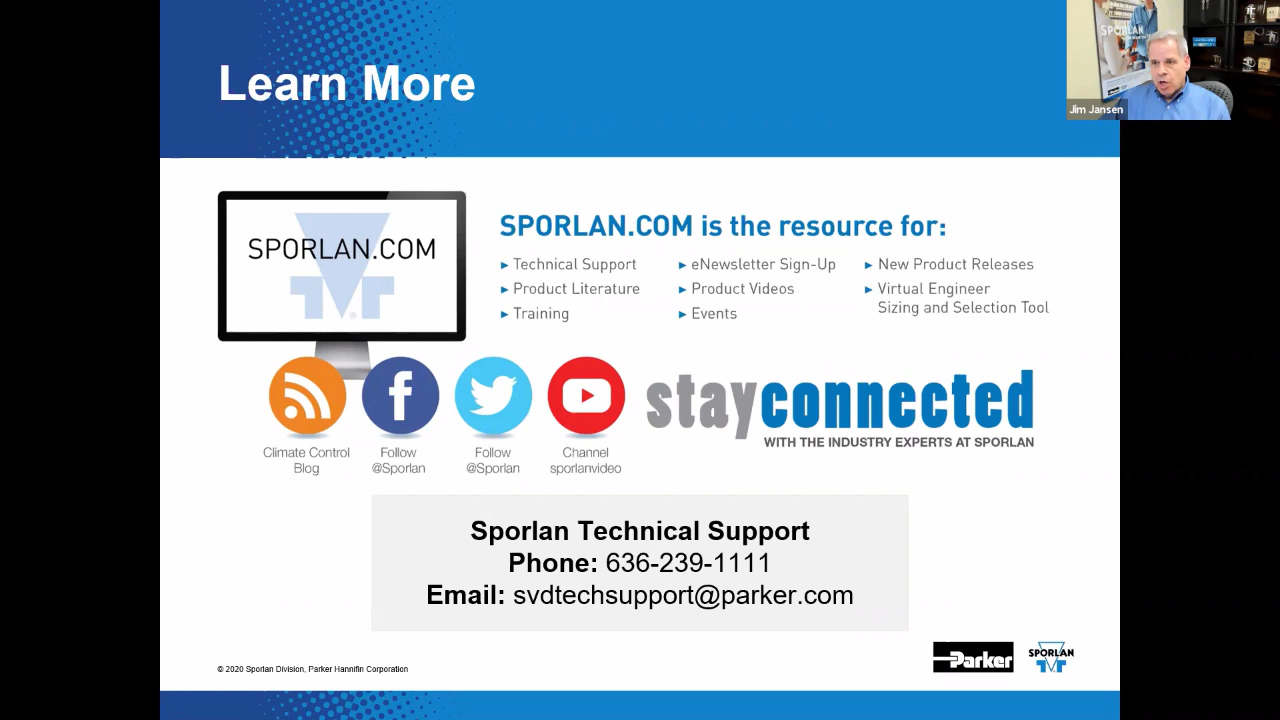 Learn More
SPORLAN
Jim Jansen
SPORLAN.COM
SPORLAN.COM is the resource for:
► Technical Support
► Product Literature
► Training
► eNewsletter Sign-Up
► Product Videos
► Events
► New Product Releases
► Virtual Engineer
Sizing and Selection Tool
Climate Control
Blog
Follow
@Sporlan
Follow
@Sporlan
Channel
sporlanvideo
stayconnected
WITH THE INDUSTRY EXPERTS AT SPORLAN
Sporlan Technical Support
Phone: 636-239-1111
Email: svdtechsupport@parker.com
© 2020 Sporlan Division, Parker Hannifin Corporation
Parker
SPORLAN